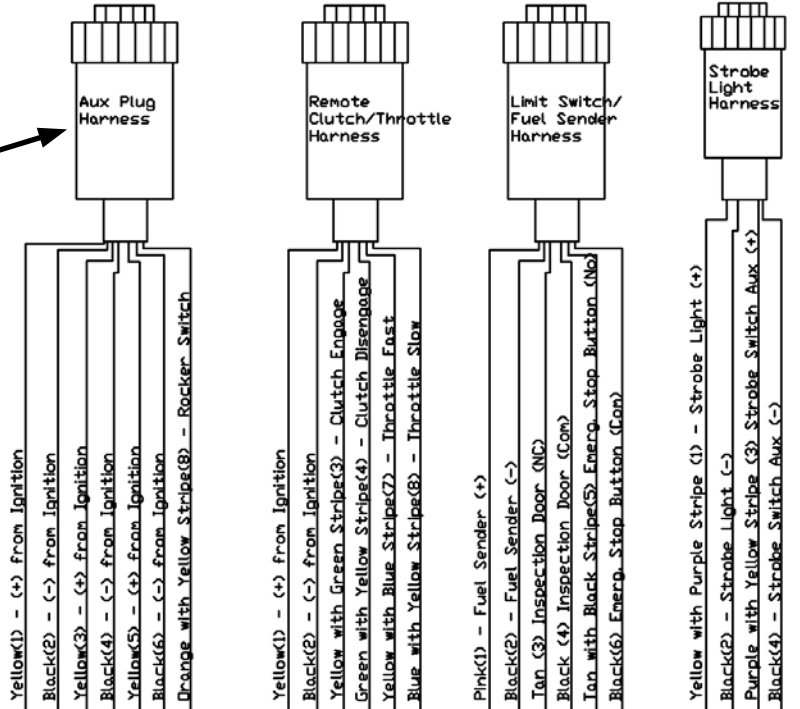 Aux Plug
Harness
Yellow(1) - (+) from Ignition
Black(2) - (-) from Ignition
Yellow(3) - (+) from Ignition
Black(4) - (-) from Ignition
Yellow(5) - (+) from Ignition
Black(6) - (-) from Ignition
Orange with Yellow Stripe(8) - Rocker Switch
Remote
Clutch/Throttle
Harness
Yellow(1) - (+) from Ignition
Black(2) - (-) from Ignition
Yellow with Green Stripe(3) - Clutch Engage
Green with Yellow Stripe(4) - Clutch Disengage
Yellow with Blue Stripe(7) - Throttle Fast
Blue with Yellow Stripe(8) - Throttle Slow
Limit Switch/
Fuel Sender
Harness
Pink(1) - Fuel Sender (+)
Black(2) - Fuel Sender (-)
Tan (3) Inspection Door (NC)
Black (4) Inspection Door (Com)
Tan with Black Stripe(5) Emerg. Stop Button (No)
Black(6) Emerg. Stop Button (Com)
Strobe
Light
Harness
Yellow with Purple Stripe (1) - Strobe Light (+)
Black(2) - Strobe Light (-)
Purple with Yellow Stripe (3) Strobe Switch Aux (+)
Black(4) - Strobe Switch Aux (-)